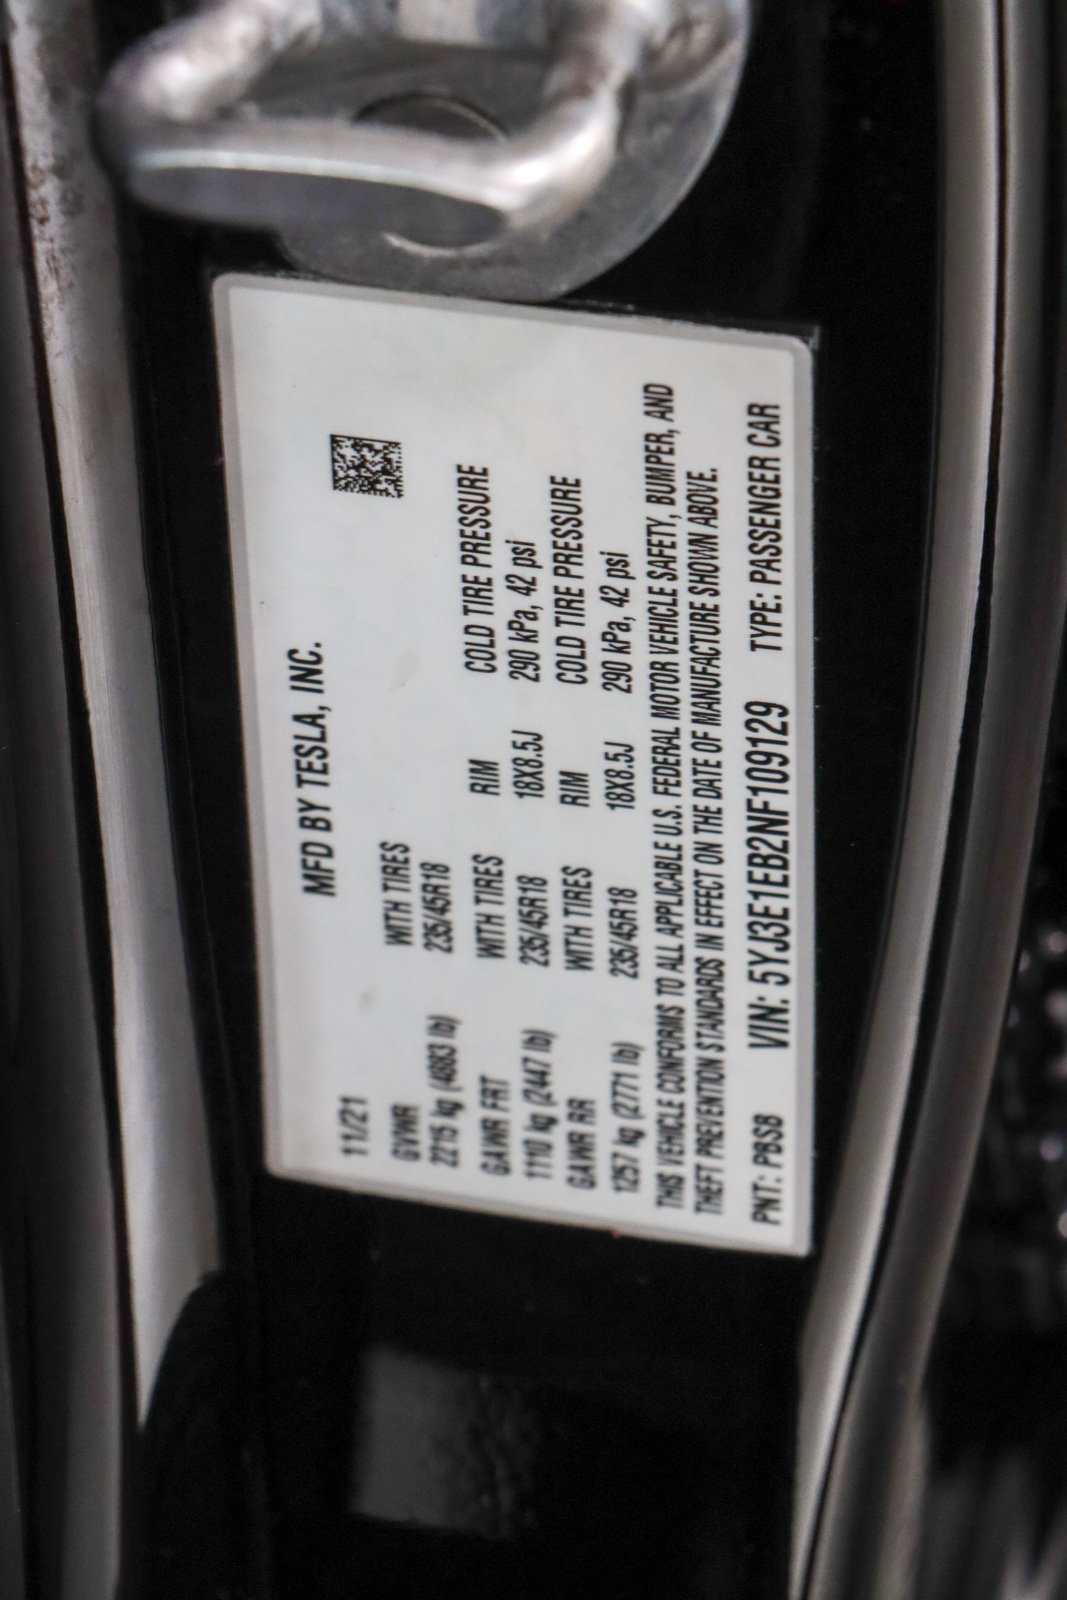 MFD BY TESLA, INC.
11/21
GVWR WITH TIRES
2215 kg (4883 lb) 235/45R18
GAWR FRT WITH TIRES RIM COLD TIRE PRESSURE
1110 kg (2447 lb) 235/45R18 18X8.5J 290 kPa, 42 psi
GAWR RR WITH TIRES RIM COLD TIRE PRESSURE
1257 kg (2771 lb) 235/45R18 18X8.5J 290 kPa, 42 psi
THIS VEHICLE CONFORMS TO ALL APPLICABLE U.S. FEDERAL MOTOR VEHICLE SAFETY, BUMPER, AND
THEFT PREVENTION STANDARDS IN EFFECT ON THE DATE OF MANUFACTURE SHOWN ABOVE.
PNT: PBSB VIN: 5YJ3E1EB2NF109129 TYPE: PASSENGER CAR